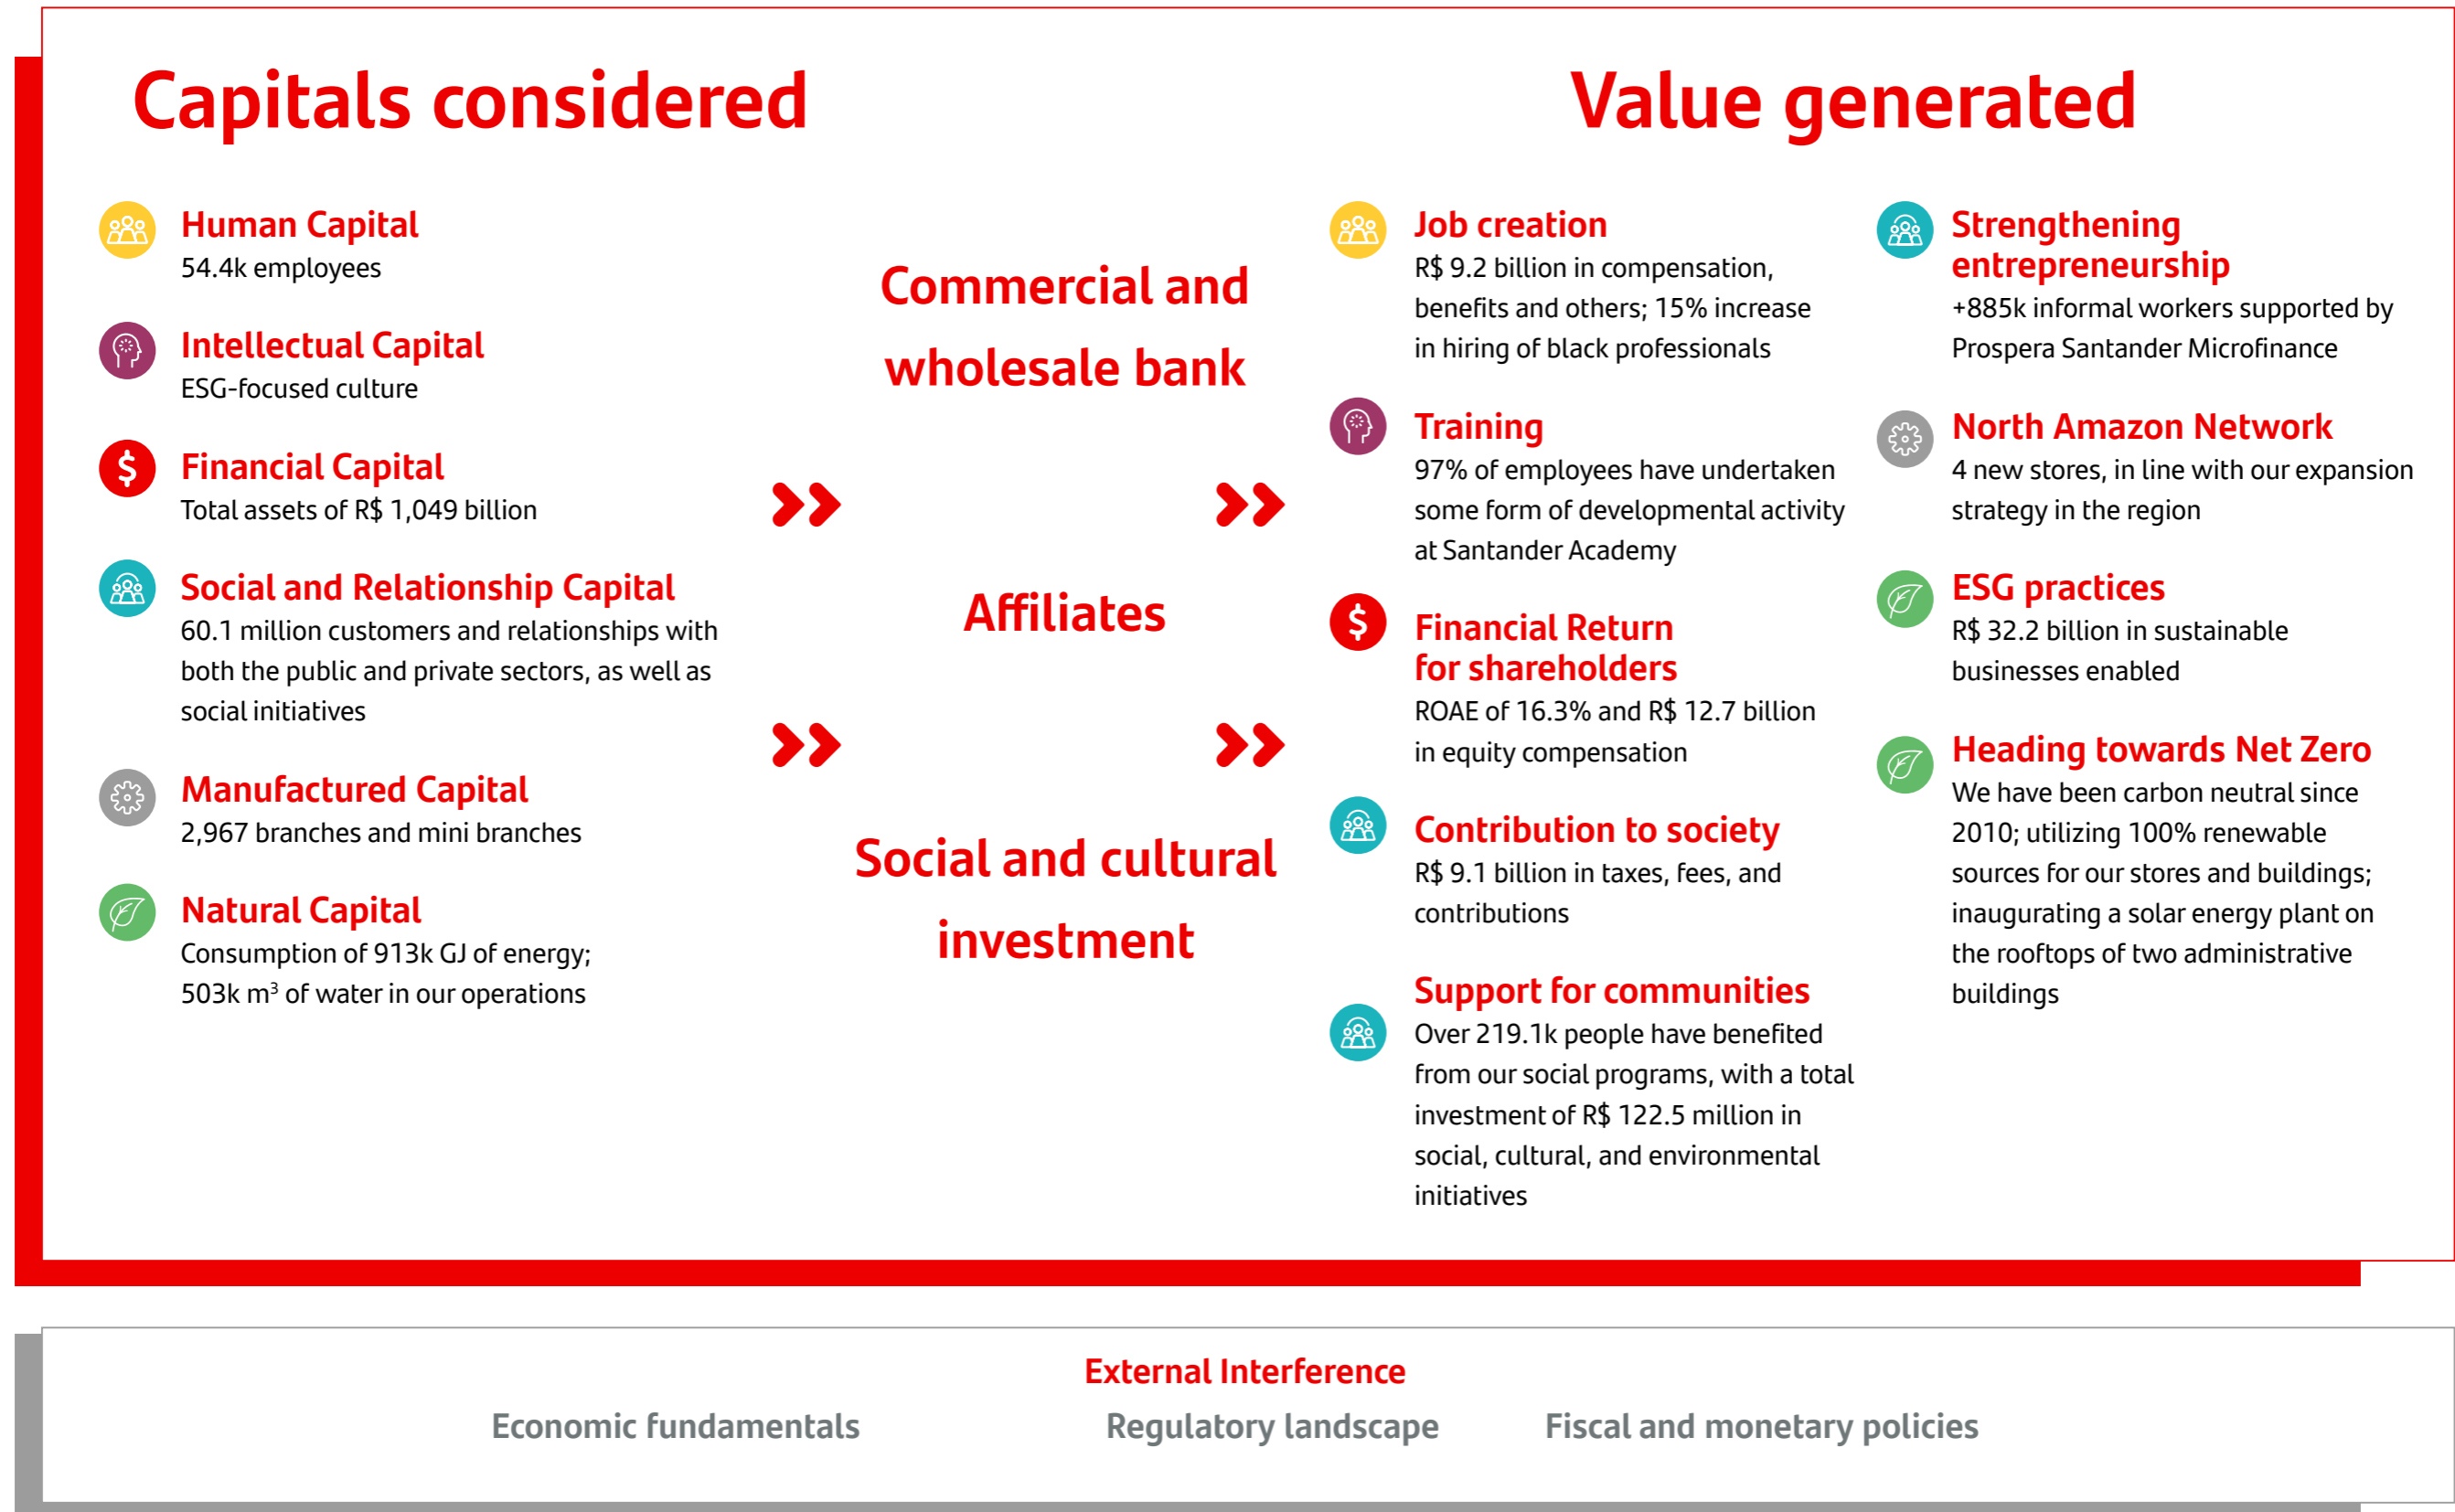 Capitals considered
Human Capital
54.4k employees
Intellectual Capital
ESG-focused culture
Financial Capital
Total assets of R$ 1,049 billion
Social and Relationship Capital
60.1 million customers and relationships with
both the public and private sectors, as well as
social initiatives
Manufactured Capital
2,967 branches and mini branches
Natural Capital
Consumption of 913k GJ of energy;
503k m³ of water in our operations
Commercial and
wholesale bank
Affiliates
Social and cultural
investment
Value generated
Job creation
R$ 9.2 billion in compensation,
benefits and others; 15% increase
in hiring of black professionals
Training
97% of employees have undertaken
some form of developmental activity
at Santander Academy
Financial Return
for shareholders
ROAE of 16.3% and R$ 12.7 billion
in equity compensation
Contribution to society
R$ 9.1 billion in taxes, fees, and
contributions
Support for communities
Over 219.1k people have benefited
from our social programs, with a total
investment of R$ 122.5 million in
social, cultural, and environmental
initiatives
Strengthening
entrepreneurship
+885k informal workers supported by
Prospera Santander Microfinance
North Amazon Network
4 new stores, in line with our expansion
strategy in the region
ESG practices
R$ 32.2 billion in sustainable
businesses enabled
Heading towards Net Zero
We have been carbon neutral since
2010; utilizing 100% renewable
sources for our stores and buildings;
inaugurating a solar energy plant on
the rooftops of two administrative
buildings
External Interference
Economic fundamentals
Regulatory landscape
Fiscal and monetary policies